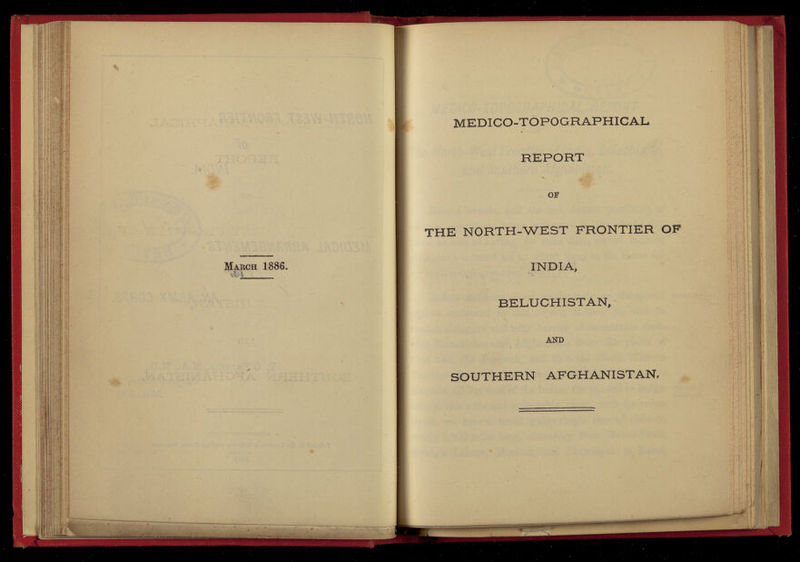 March 1886.
MEDICO-TOPOGRAPHICAL
REPORT
OF
THE NORTH-WEST FRONTIER OF
INDIA,
BELUCHISTAN,
AND
SOUTHERN AFGHANISTAN.